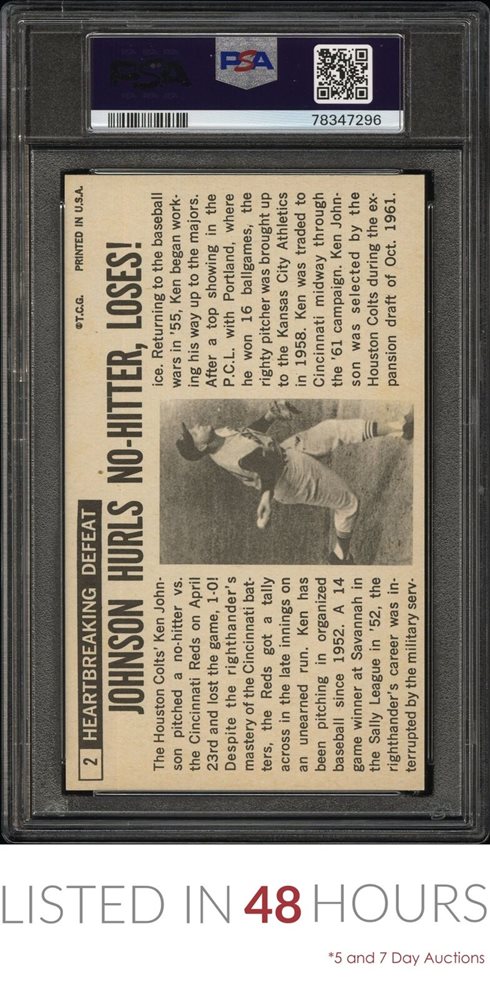 PSA
78347296
2 HEARTBREAKING DEFEAT
©T.C.G. PRINTED IN U.S.A.
JOHNSON HURLS NO-HITTER, LOSES!
The Houston Colts' Ken John-
son pitched a no-hitter vs.
the Cincinnati Reds on April
23rd and lost the game, 1-0!
Despite the righthander's
mastery of the Cincinnati bat-
ters, the Reds got a tally
across in the late innings on
an unearned run. Ken has
been pitching in organized
baseball since 1952. A 14
game winner at Savannah in
the Sally League in '52, the
righthander's career was in-
terrupted by the military serv-
ice. Returning to the baseball
wars in '55, Ken began work-
ing his way up to the majors.
After a top showing in the
P.C.L. with Portland, where
he won 16 ballgames, the
righty pitcher was brought up
to the Kansas City Athletics
in 1958. Ken was traded to
Cincinnati midway through
the '61 campaign. Ken John-
son was selected by the
Houston Colts during the ex-
pansion draft of Oct. 1961.
LISTED IN 48 HOURS
*5 and 7 Day Auctions